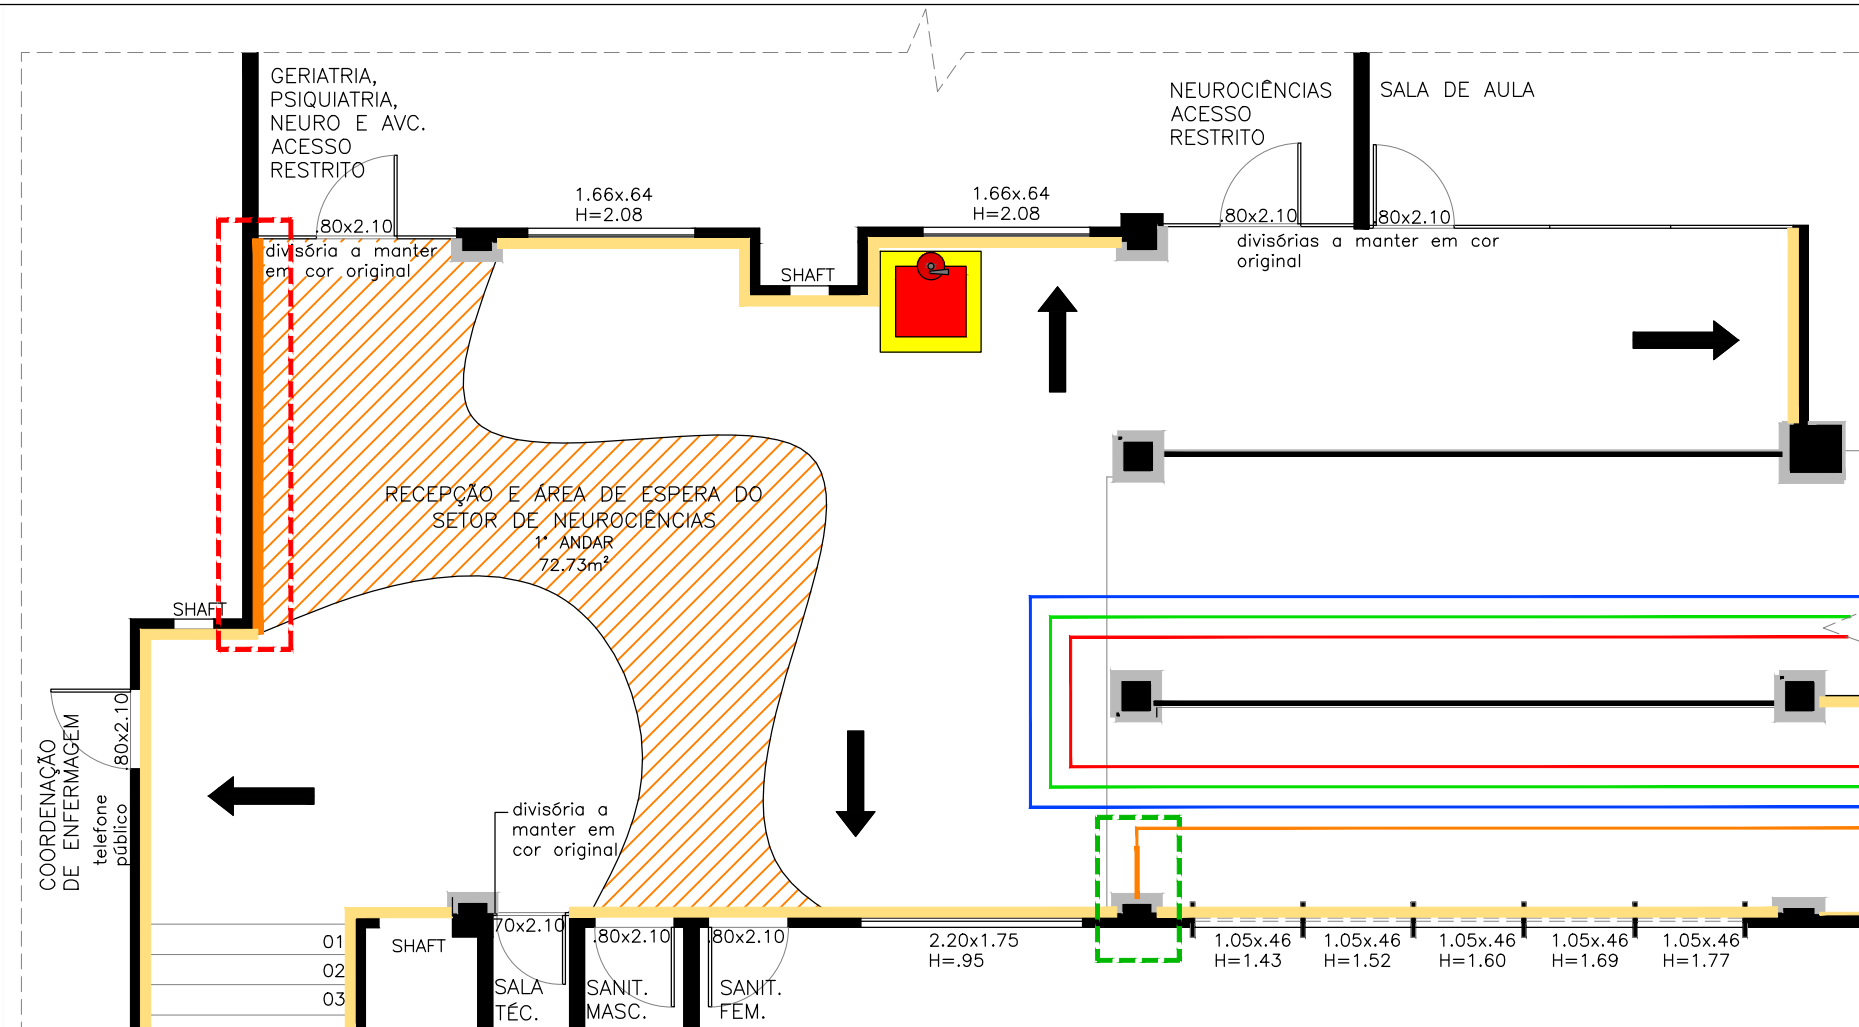 GERIATRIA,
PSIQUIATRIA,
NEURO E AVC.
ACESSO
RESTRITO
.80x2.10
divisória a manter
em cor original
1.66x.64
H=2.08
SHAFT
1.66x.64
H=2.08
NEUROCIÊNCIAS
ACESSO
RESTRITO
.80x2.10
SALA DE AULA
.80x2.10
divisórias a manter em cor
original
RECEPÇÃO E ÁREA DE ESPERA DO
SETOR DE NEUROCIÊNCIAS
1° ANDAR
72.73m²
SHAFT
.80x2.10
COORDENAÇÃO
DE ENFERMAGEM
telefone
público
divisória a
manter em
cor original
01
02
03
SHAFT
70x2.10
SALA
TÉC.
.80x2.10
SANIT.
MASC.
.80x2.10
SANIT.
FEM.
2.20x1.75
H=.95
1.05x.46
H=1.43
1.05x.46
H=1.52
1.05x.46
H=1.60
1.05x.46
H=1.69
1.05x.46
H=1.77